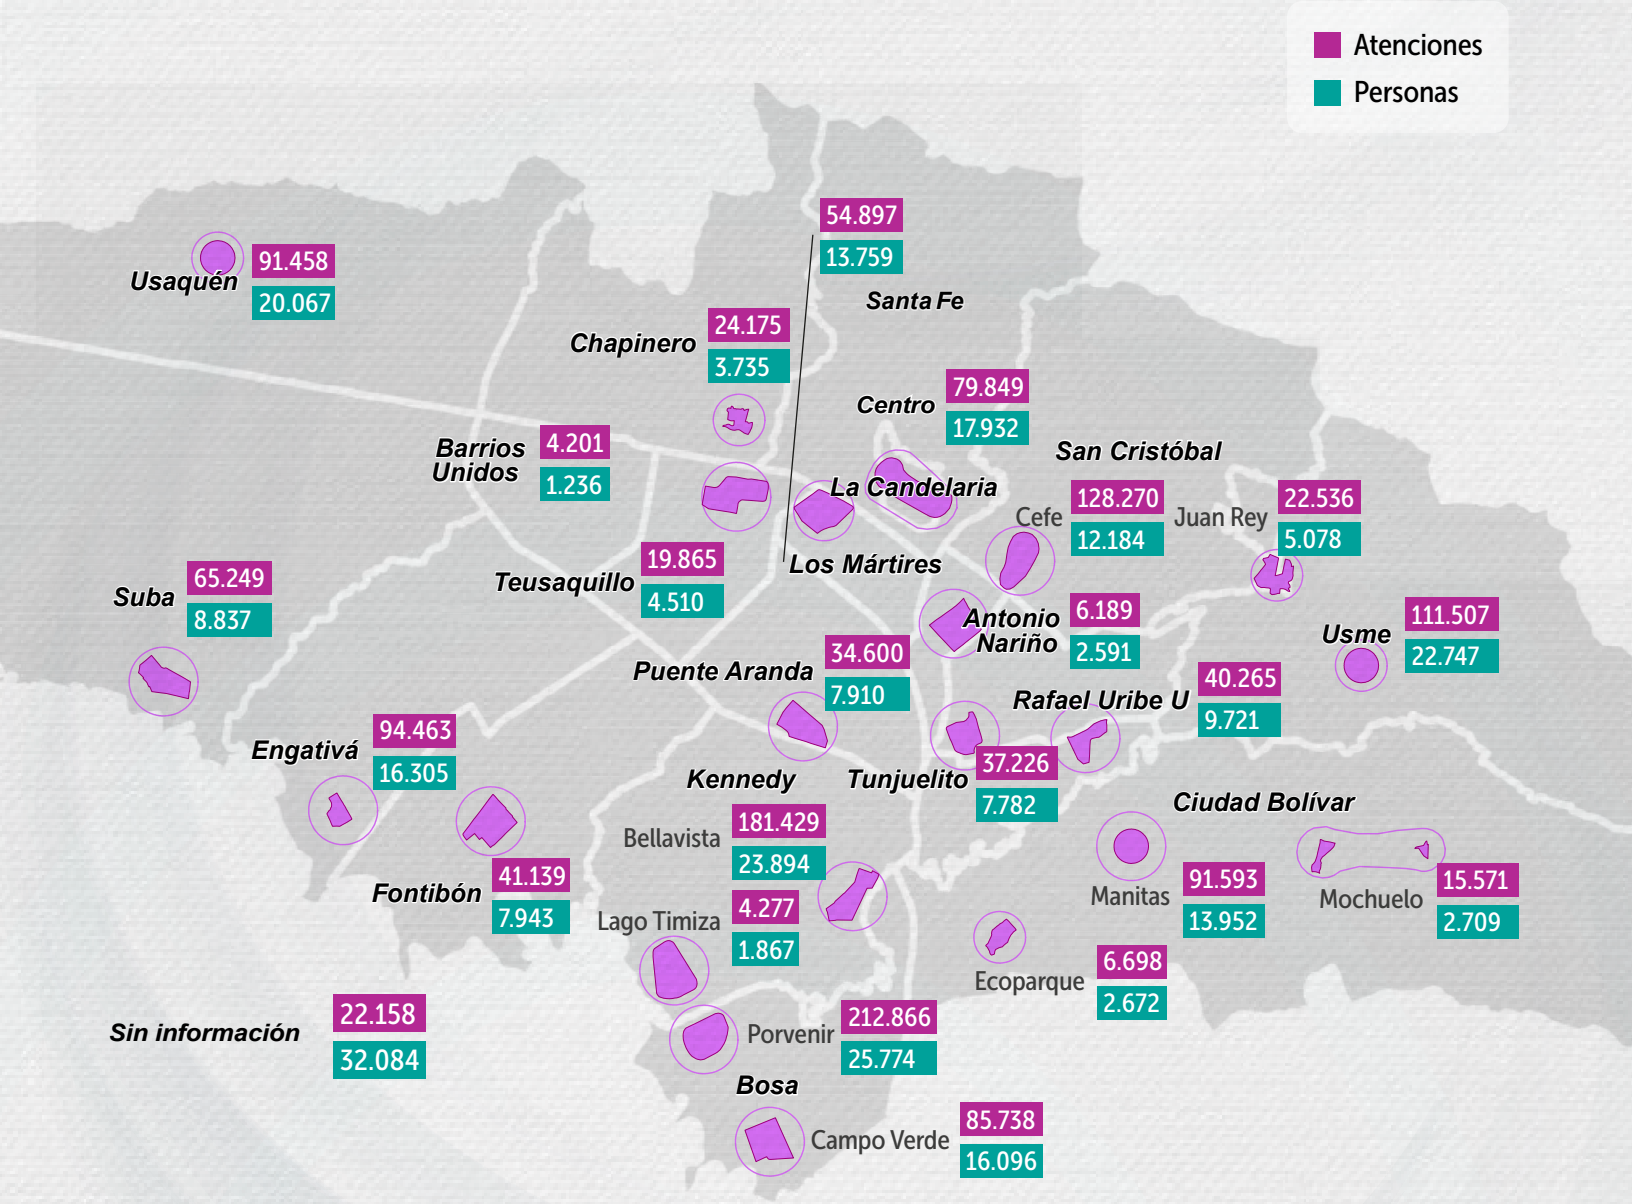 Atenciones
Personas
54.897
13.759
Santa Fe
Usaquén
91.458
20.067
Chapinero
24.175
3.735
Centro
79.849
17.932
Barrios
Unidos
4.201
1.236
La Candelaria
San Cristóbal
Cefe
128.270
12.184
Juan Rey
22.536
5.078
Los Mártires
Teusaquillo
19.865
4.510
Suba
65.249
8.837
Antonio
Nariño
6.189
2.591
Usme
111.507
22.747
Puente Aranda
34.600
7.910
Rafael Uribe U
40.265
9.721
Engativá
94.463
16.305
Kennedy
Tunjuelito
37.226
7.782
Ciudad Bolívar
Bellavista
181.429
23.894
Fontibón
41.139
7.943
Lago Timiza
4.277
1.867
Manitas
91.593
13.952
Mochuelo
15.571
2.709
Ecoparque
6.698
2.672
Sin información
22.158
32.084
Porvenir
212.866
25.774
Bosa
Campo Verde
85.738
16.096